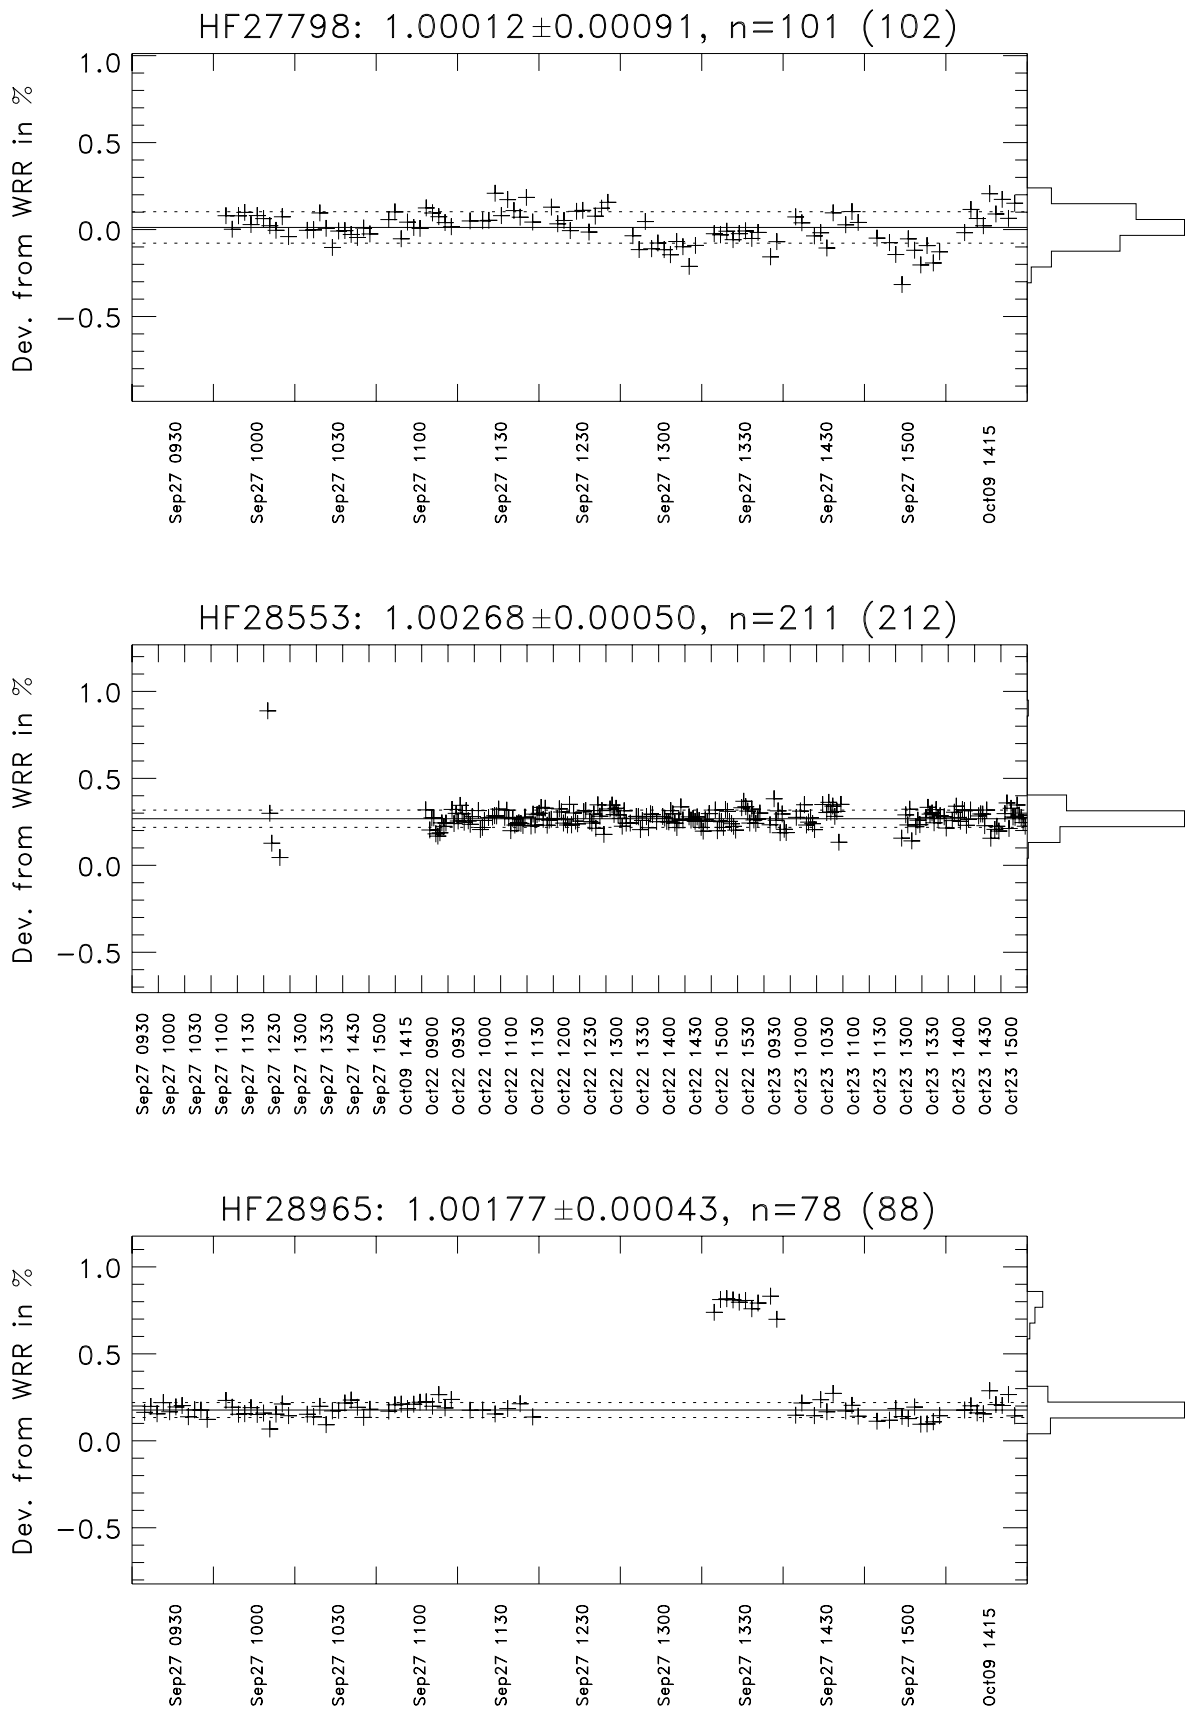 HF27798: 1.00012±0.00091, n=101 (102)
Dev. from WRR in %
1.0
0.5
0.0
−0.5
Sep27 0930
Sep27 1000
Sep27 1030
Sep27 1100
Sep27 1130
Sep27 1230
Sep27 1300
Sep27 1330
Sep27 1430
Sep27 1500
Oct09 1415
HF28553: 1.00268±0.00050, n=211 (212)
Dev. from WRR in %
1.0
0.5
0.0
−0.5
Sep27 0930
Sep27 1000
Sep27 1030
Sep27 1100
Sep27 1130
Sep27 1230
Sep27 1300
Sep27 1330
Sep27 1430
Sep27 1500
Oct09 1415
Oct22 0900
Oct22 0930
Oct22 1000
Oct22 1100
Oct22 1130
Oct22 1200
Oct22 1230
Oct22 1300
Oct22 1330
Oct22 1400
Oct22 1430
Oct22 1500
Oct22 1530
Oct23 0930
Oct23 1000
Oct23 1030
Oct23 1100
Oct23 1130
Oct23 1300
Oct23 1330
Oct23 1400
Oct23 1430
Oct23 1500
HF28965: 1.00177±0.00043, n=78 (88)
Dev. from WRR in %
1.0
0.5
0.0
−0.5
Sep27 0930
Sep27 1000
Sep27 1030
Sep27 1100
Sep27 1130
Sep27 1230
Sep27 1300
Sep27 1330
Sep27 1430
Sep27 1500
Oct09 1415